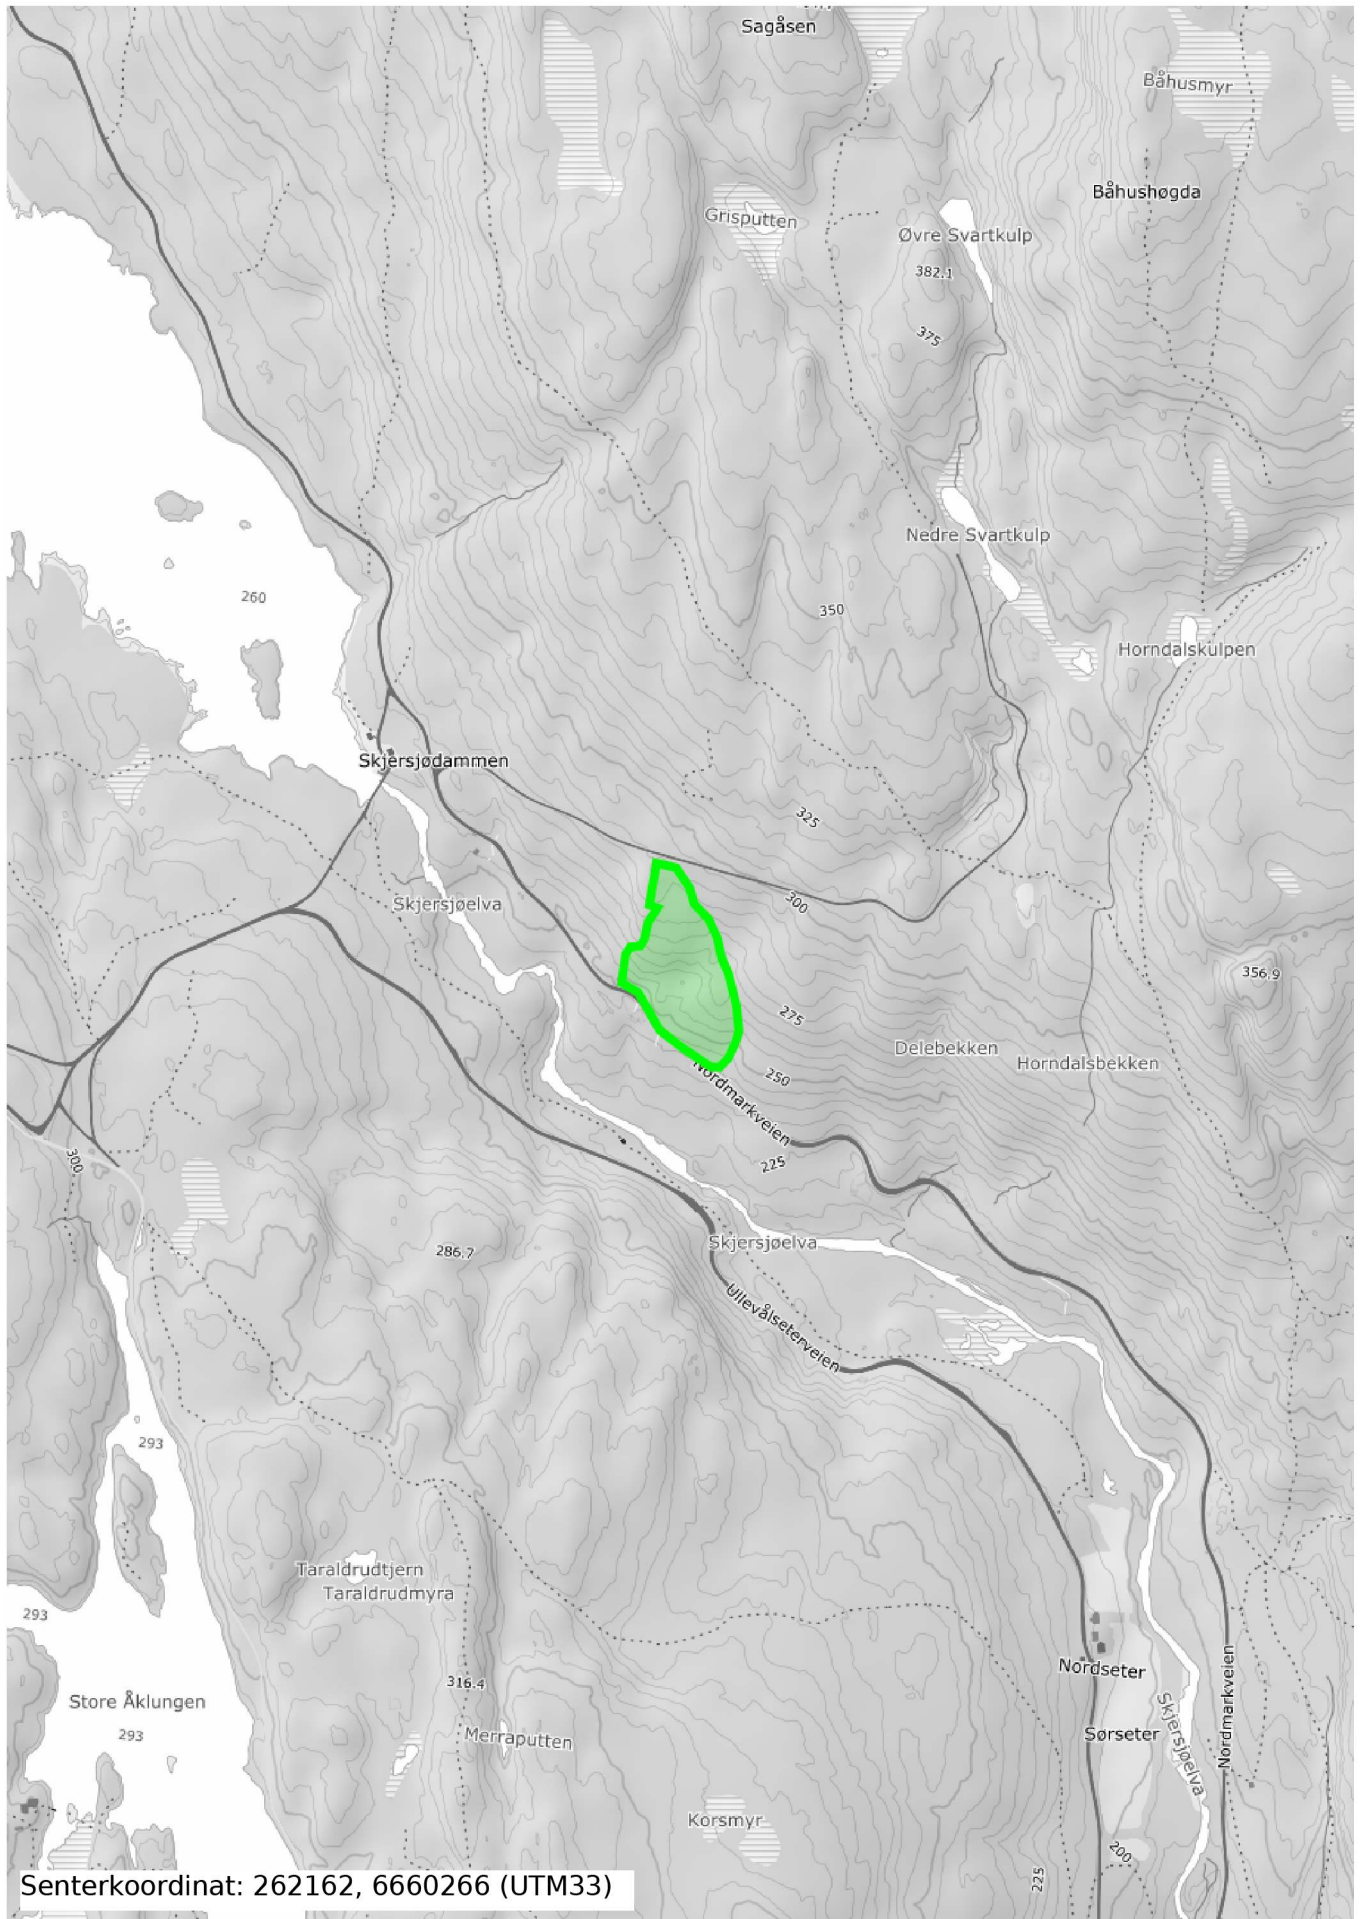 Sagåsen
Båhusmyr
Båhushøgda
Grisputten
Øvre Svartkulp
382.1
375
Nedre Svartkulp
260
350
Horndalskulpen
Skjersjødammen
325
Skjersjøelva
300
356.9
275
Delebekken
Horndalsbekken
250
Nordmarkveien
225
300
Skjersjøelva
286.7
Ullevålseterveien
293
Taraldrudtjern
Taraldrudmyra
293
Nordseter
316.4
Store Åklungen
Nordmarkveien
Skjersjøelva
293
Merraputten
Sørseter
Korsmyr
200
225
Senterkoordinat: 262162, 6660266 (UTM33)